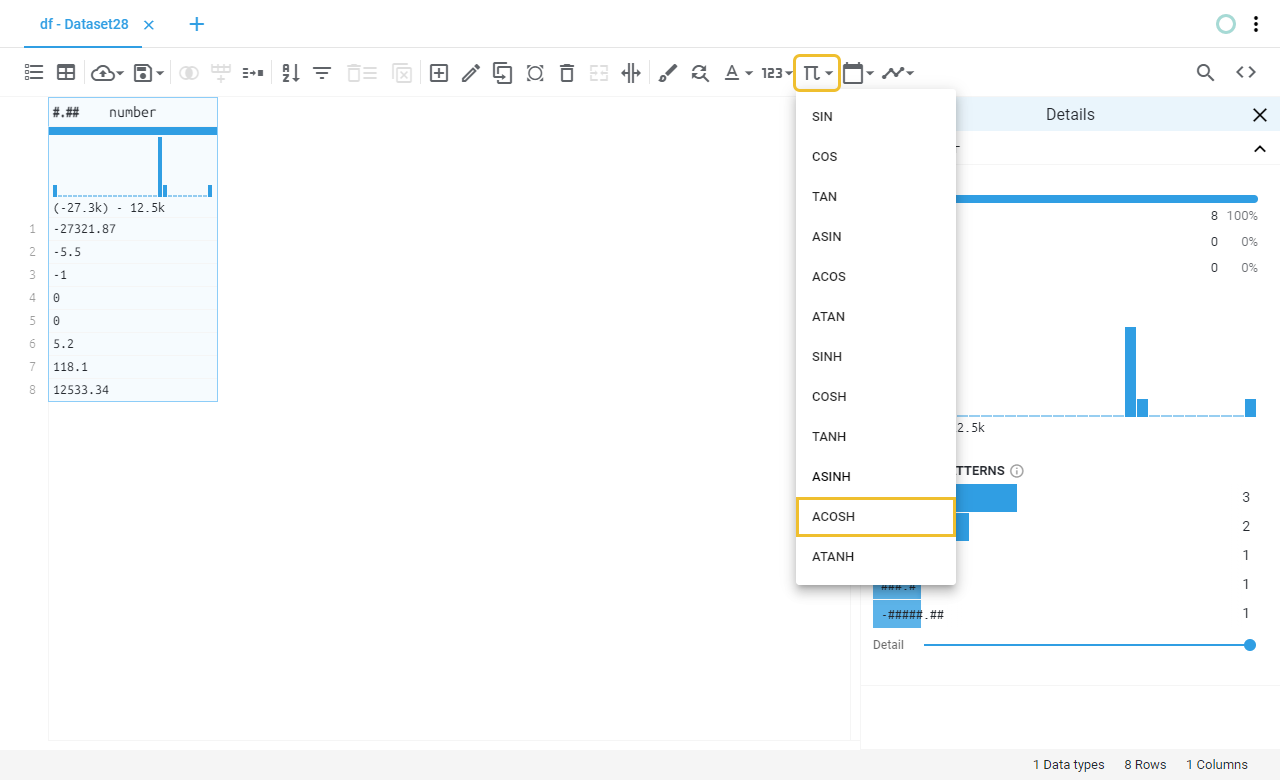 df - Dataset28
123
Details
#.## number
(-27.3k) - 12.5k
1 -27321.87
2 -5.5
3 -1
4 0
5 0
6 5.2
7 118.1
8 12533.34
SIN
COS
TAN
ASIN
ACOS
ATAN
SINH
COSH
TANH
ASINH
ACOSH
ATANH
8 100%
0 0%
0 0%
2.5k
TTERNS
3
2
1
###.# 1
-#####.## 1
Detail
1 Data types 8 Rows 1 Columns